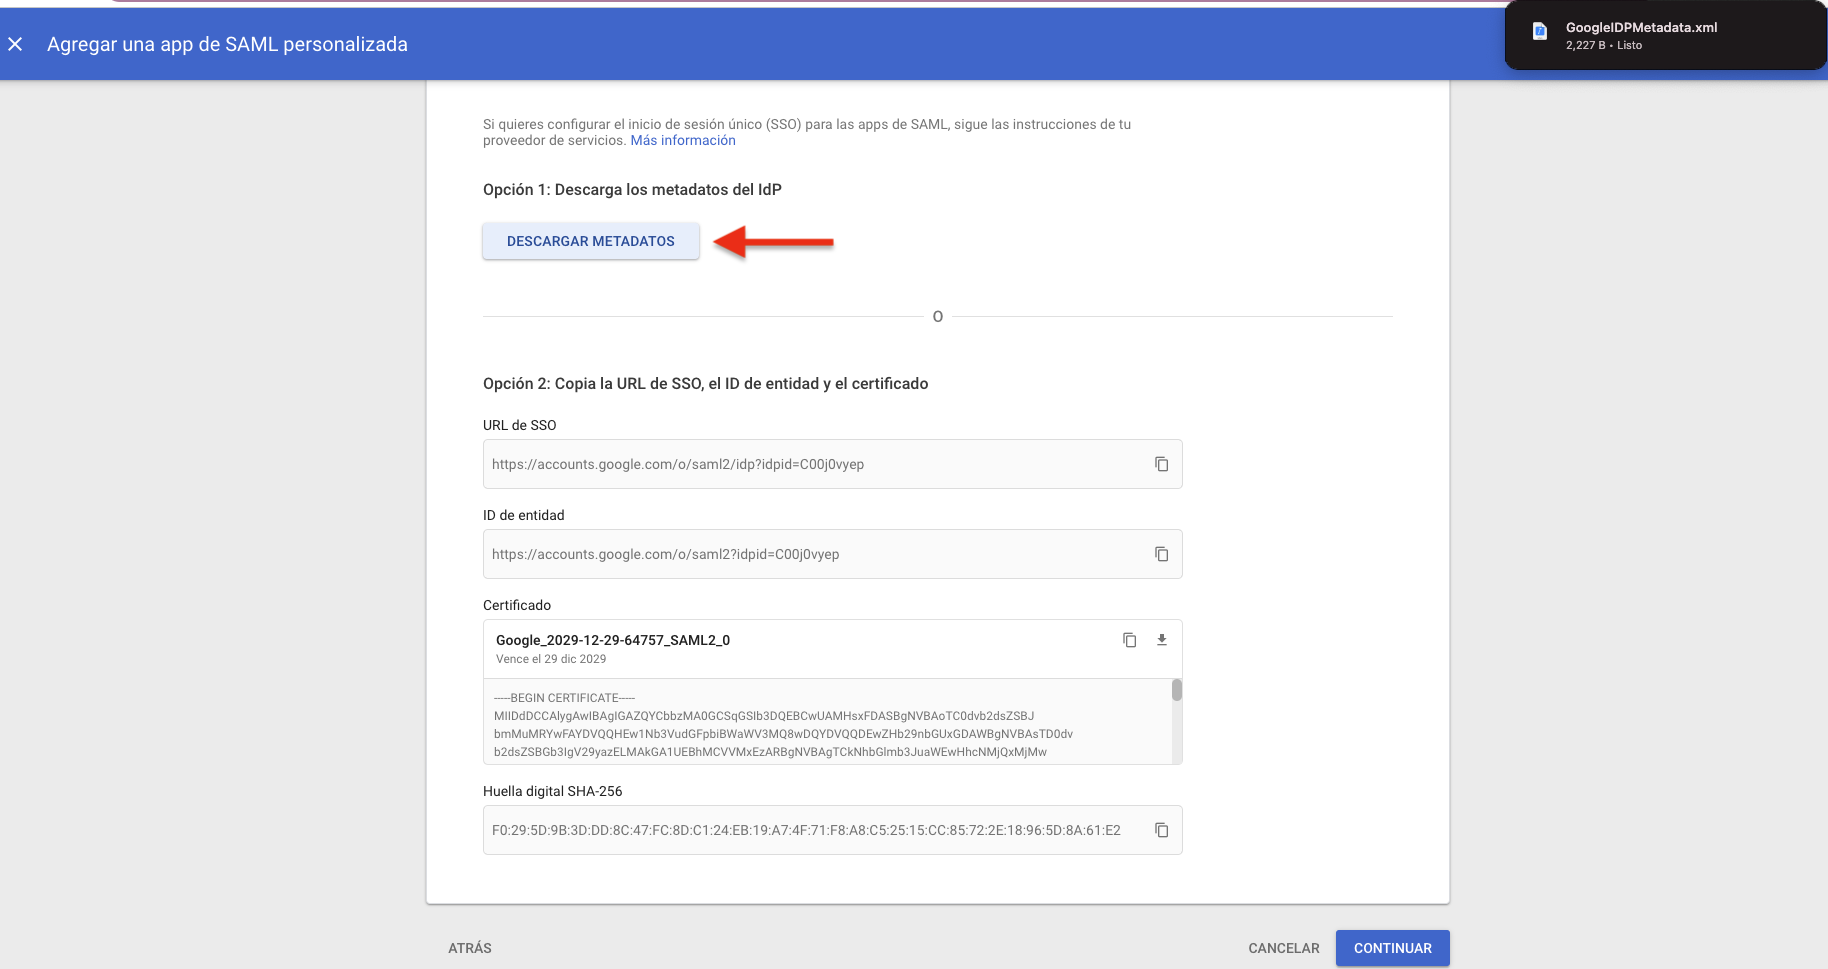 Agregar una app de SAML personalizada
GoogleIDPMetadata.xml
2,227 B • Listo
Si quieres configurar el inicio de sesión único (SSO) para las apps de SAML, sigue las instrucciones de tu
proveedor de servicios. Más información
Opción 1: Descarga los metadatos del IdP
DESCARGAR METADATOS
O
Opción 2: Copia la URL de SSO, el ID de entidad y el certificado
URL de SSO
https://accounts.google.com/o/saml2/idp?idpid=C00j0vyep
ID de entidad
https://accounts.google.com/o/saml2?idpid=C00j0vyep
Certificado
Google_2029-12-29-64757_SAML2_0
Vence el 29 dic 2029
-----BEGIN CERTIFICATE-----
MIIDdDCCAlygAwIBAgIGAZQYCbbzMA0GCSqGSIb3DQEBCwUAMHsxFDASBgNVBAoTC0dvb2dsZSBJ
bmMuMRYwFAYDVQQHEw1Nb3VudGFpbiBWaWV3MQ8wDQYDVQQDEwZHb29nbGUxGDAWBgNVBAsTD0dv
b2dsZSBGb3IgV29yazELMAkGA1UEBhMCVVMxEzARBgNVBAgTCkNhbGlmb3JuaWEwHhcNMjQxMjMw
Huella digital SHA-256
F0:29:5D:9B:3D:DD:8C:47:FC:8D:C1:24:EB:19:A7:4F:71:F8:A8:C5:25:15:CC:85:72:2E:18:96:5D:8A:61:E2
ATRÁS
CANCELAR
CONTINUAR